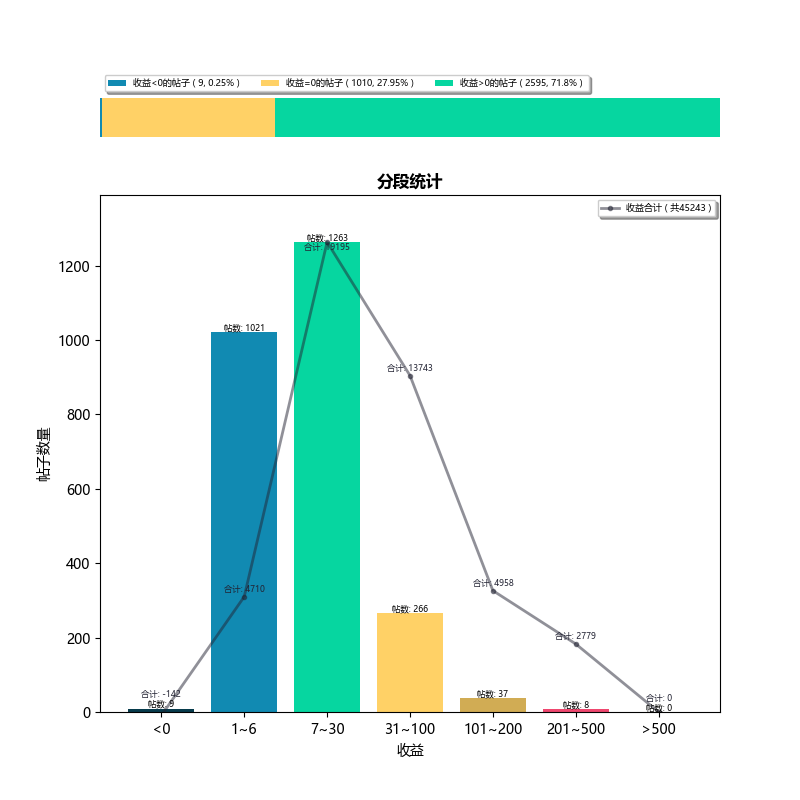 收益<0的帖子 ( 9, 0.25% ) 收益=0的帖子 ( 1010, 27.95% ) 收益>0的帖子 ( 2595, 71.8% )
分段统计
收益合计 ( 共45243 )
帖子数量
1200
1000
800
600
400
200
0
帖数: 1263
合计: 19195
帖数: 1021
合计: 13743
合计: 4710
合计: 4958
帖数: 266
合计: 2779
合计: -142
帖数: 9
帖数: 37
帖数: 8
合计: 0
帖数: 0
<0 1~6 7~30 31~100 101~200 201~500 >500
收益